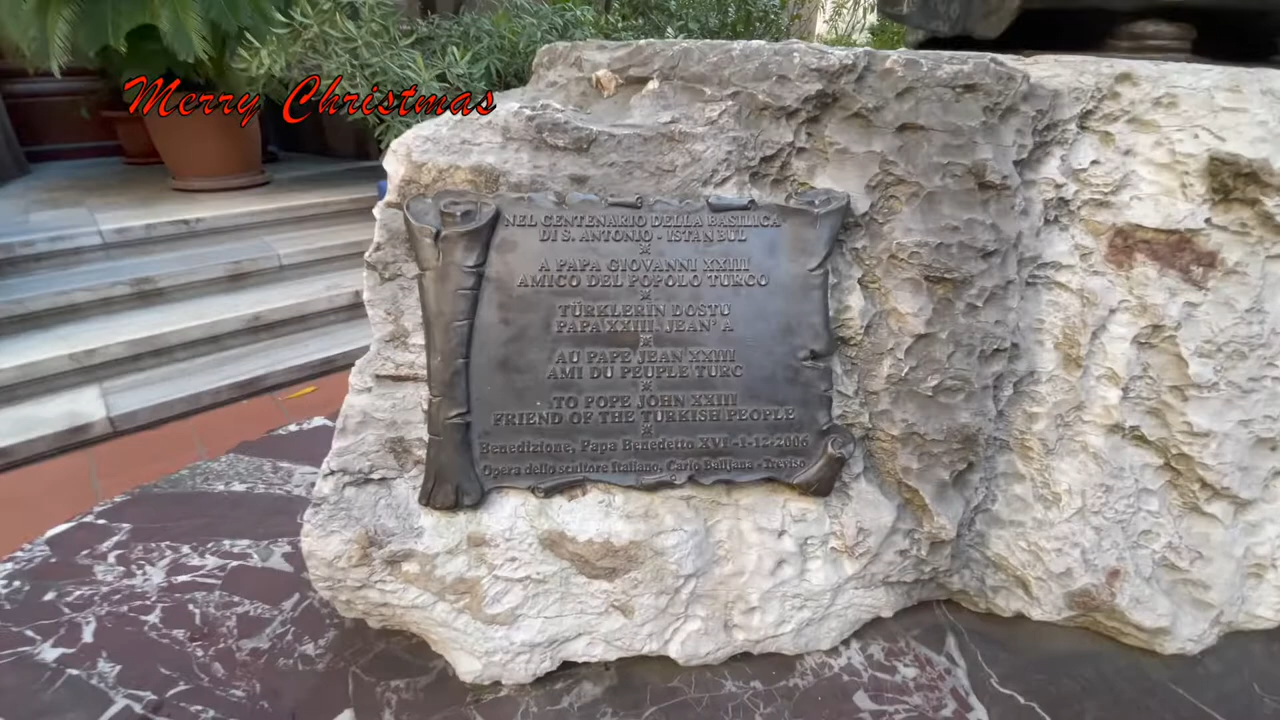 Merry Christmas
NEL CENTENARIO DELLA BASILICA
DI S. ANTONIO - ISTANBUL
A PAPA GIOVANNI XXIII
AMICO DEL POPOLO TURCO
TÜRKLERİN DOSTU
PAPA XXIII. JEAN' A
AU PAPE JEAN XXIII
AMI DU PEUPLE TURC
TO POPE JOHN XXIII
FRIEND OF THE TURKISH PEOPLE
Benedizione, Papa Benedetto XVI -1-12-2006
Opera dello scultore Italiano, Carlo Balljana - Treviso